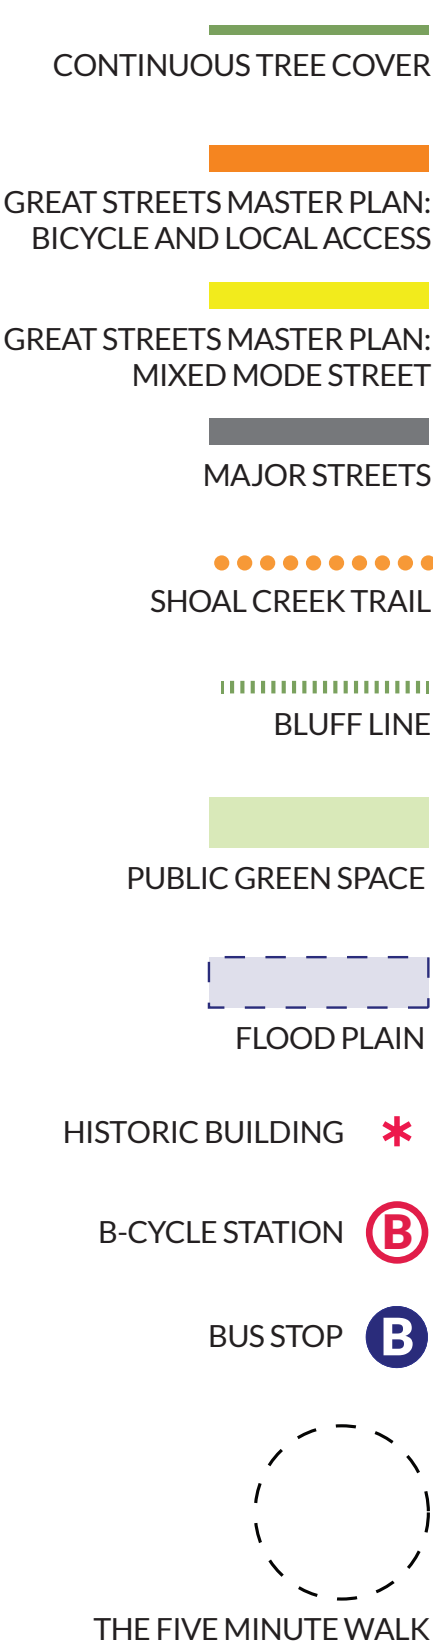 CONTINUOUS TREE COVER
GREAT STREETS MASTER PLAN:
BICYCLE AND LOCAL ACCESS
GREAT STREETS MASTER PLAN:
MIXED MODE STREET
MAJOR STREETS
SHOAL CREEK TRAIL
BLUFF LINE
PUBLIC GREEN SPACE
FLOOD PLAIN
HISTORIC BUILDING *
B-CYCLE STATION B
BUS STOP B
THE FIVE MINUTE WALK